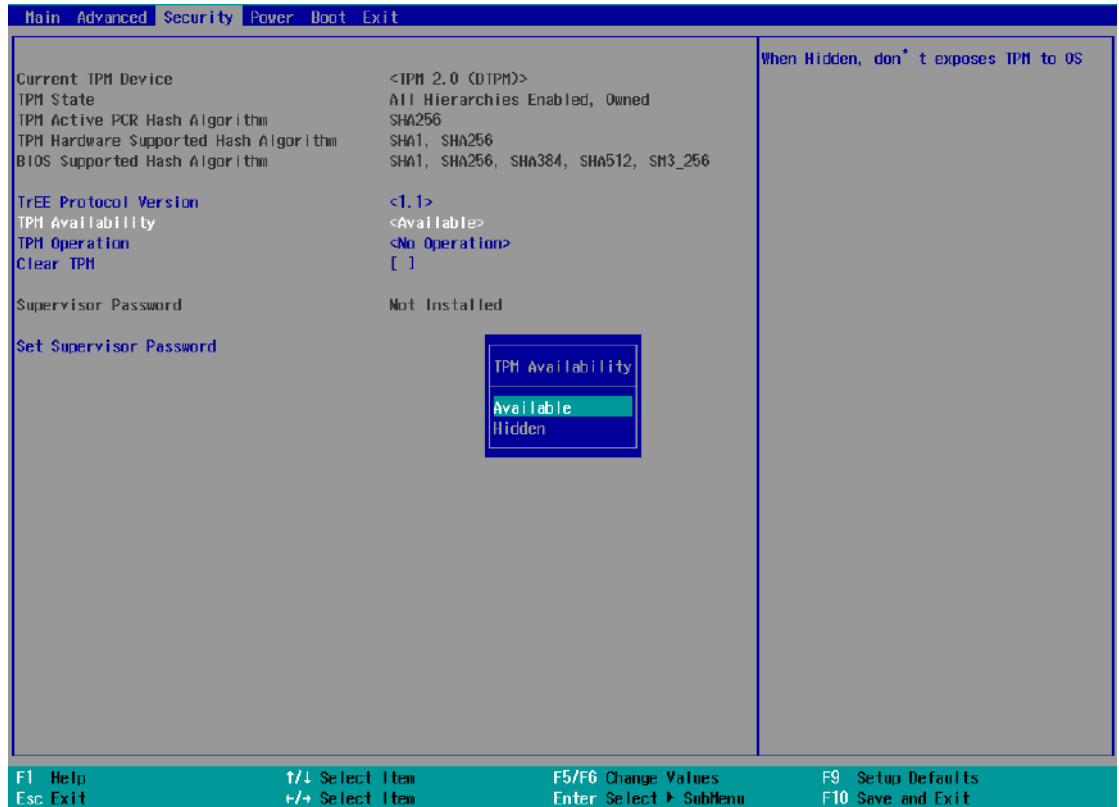 Main Advanced Security Power Boot Exit
When Hidden, don't exposes TPM to OS
Current TPM Device <TPM 2.0 (DTPM)>
TPM State All Hierarchies Enabled, Owned
TPM Active PCR Hash Algorithm SHA256
TPM Hardware Supported Hash Algorithm SHA1, SHA256
BIOS Supported Hash Algorithm SHA1, SHA256, SHA384, SHA512, SM3_256
TrEE Protocol Version <1.1>
TPM Availability <Available>
TPM Operation <No Operation>
Clear TPM [ ]
Supervisor Password Not Installed
Set Supervisor Password
TPM Availability
Available
Hidden
F1 Help ↑/↓ Select Item F5/F6 Change Values F9 Setup Defaults
Esc Exit ←/→ Select Item Enter Select ▶ SubMenu F10 Save and Exit